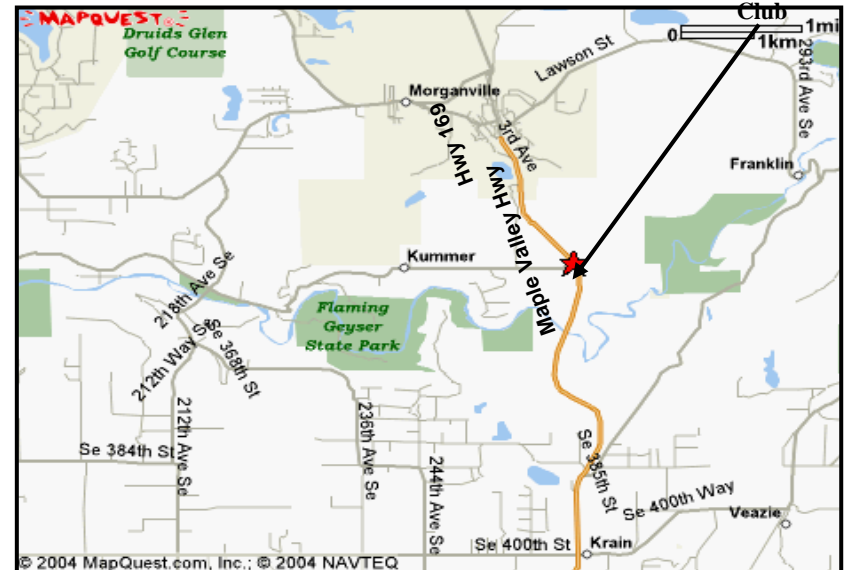 Club
MAPQUEST
Druids Glen
Golf Course
0
1mi
1km
Lawson St
293rd Ave Se
Morganville
Hwy 169
3rd Ave
Franklin
Maple Valley Hwy
Kummer
218th Ave Se
Flaming
Geyser
State Park
212th Way Se
Se 368th St
212th Ave Se
236th Ave Se
Se 384th St
244th Ave Se
Se 385th St
Se 400th Way
Veazie
Se 400th St
Krain
© 2004 MapQuest.com, Inc.; © 2004 NAVTEQ